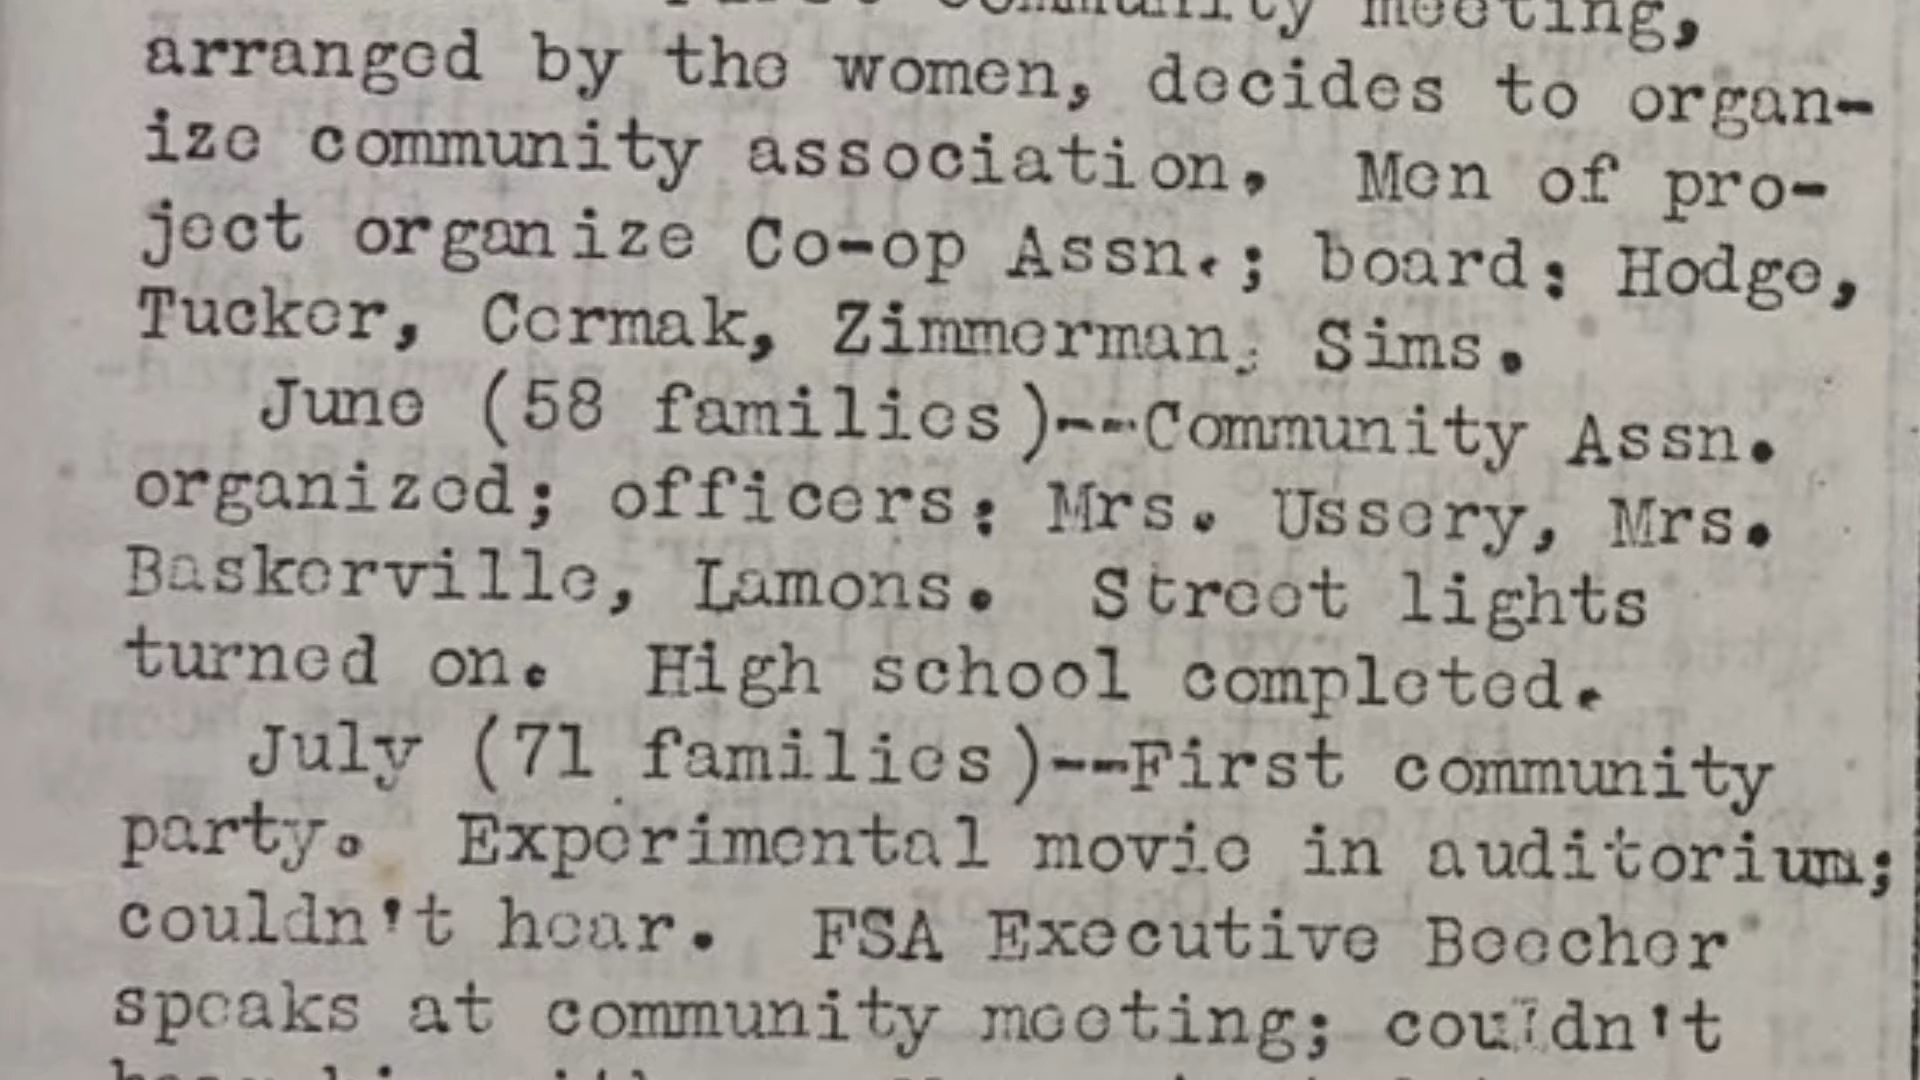 First community meeting,
arranged by the women, decides to organ-
ize community association. Men of pro-
ject organize Co-op Assn.; board: Hodge,
Tucker, Cermak, Zimmerman, Sims.
June (58 families)--Community Assn.
organized; officers: Mrs. Ussery, Mrs.
Baskerville, Lamons. Street lights
turned on. High school completed.
July (71 families)--First community
party. Experimental movie in auditorium;
couldn't hear. FSA Executive Beecher
speaks at community meeting; couldn't